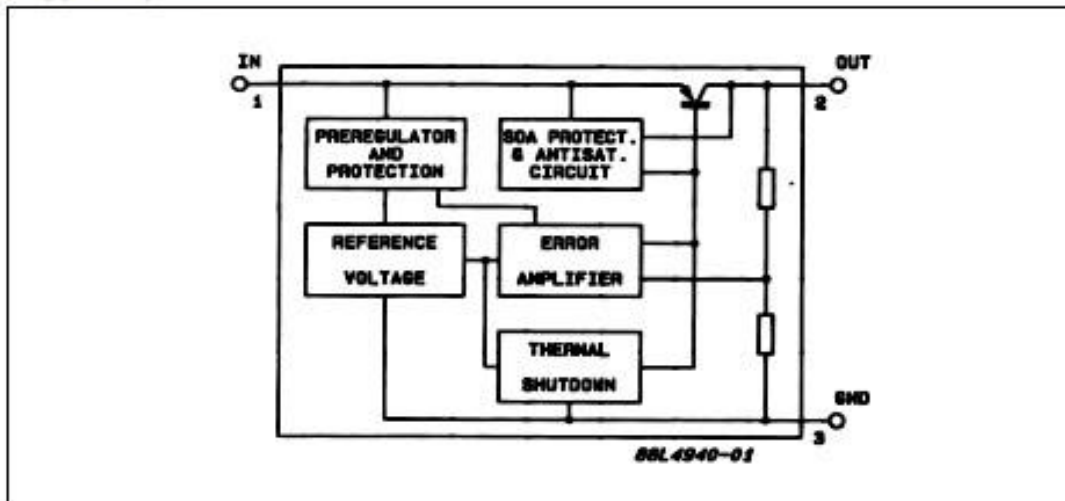 IN
OUT
1
2
PREREGULATOR
AND
PROTECTION
SOA PROTECT.
& ANTISAT.
CIRCUIT
REFERENCE
VOLTAGE
ERROR
AMPLIFIER
THERMAL
SHUTDOWN
GND
3
88L4940-01